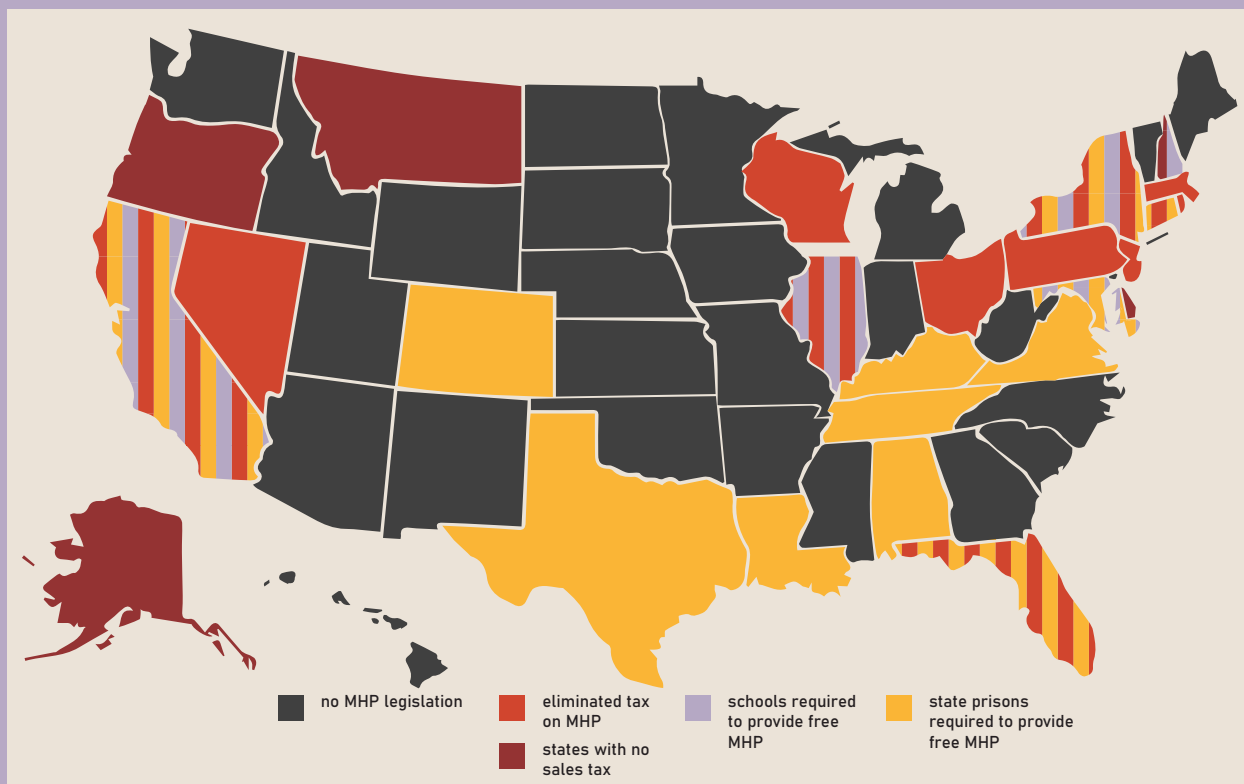 no MHP legislation
eliminated tax
on MHP
states with no
sales tax
schools required
to provide free
MHP
state prisons
required to provide
free MHP